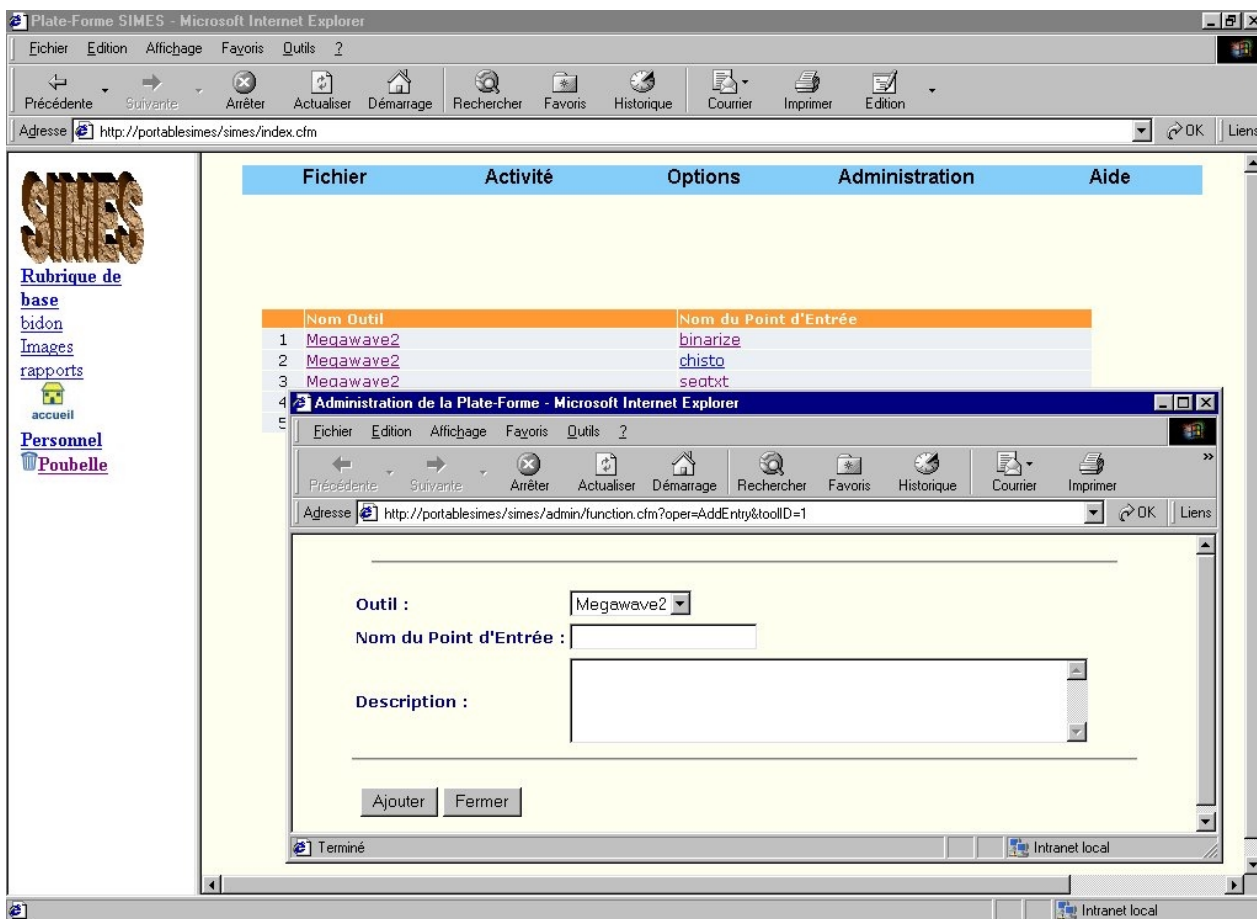 Plate-Forme SIMES - Microsoft Internet Explorer
Fichier Edition Affichage Favoris Outils ?
Précédente Suivante Arrêter Actualiser Démarrage Rechercher Favoris Historique Courrier Imprimer Edition
Adresse http://portablesimes/simes/index.cfm OK Liens
SIMES
Rubrique de
base
bidon
Images
rapports
accueil
Personnel
Poubelle
Fichier Activité Options Administration Aide
Nom Outil Nom du Point d'Entrée
1 Megawave2 binarize
2 Megawave2 chisto
3 Megawave2 segtxt
4
5
Administration de la Plate-Forme - Microsoft Internet Explorer
Fichier Edition Affichage Favoris Outils ?
Précédente Suivante Arrêter Actualiser Démarrage Rechercher Favoris Historique Courrier Imprimer »
Adresse http://portablesimes/simes/admin/function.cfm?oper=AddEntry&toolID=1 OK Liens
Outil : Megawave2
Nom du Point d'Entrée :
Description :
Ajouter Fermer
Terminé Intranet local
Intranet local